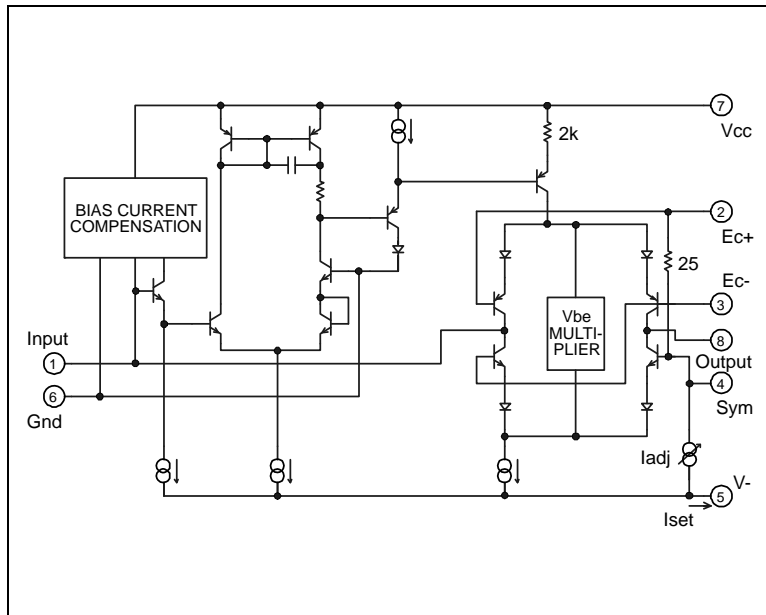 7
Vcc
2k
BIAS CURRENT
COMPENSATION
2
Ec+
25
Ec-
3
Vbe
MULTI-
PLIER
8
Output
Input
1
4
Sym
6
Gnd
Iadj
V-
5
Iset